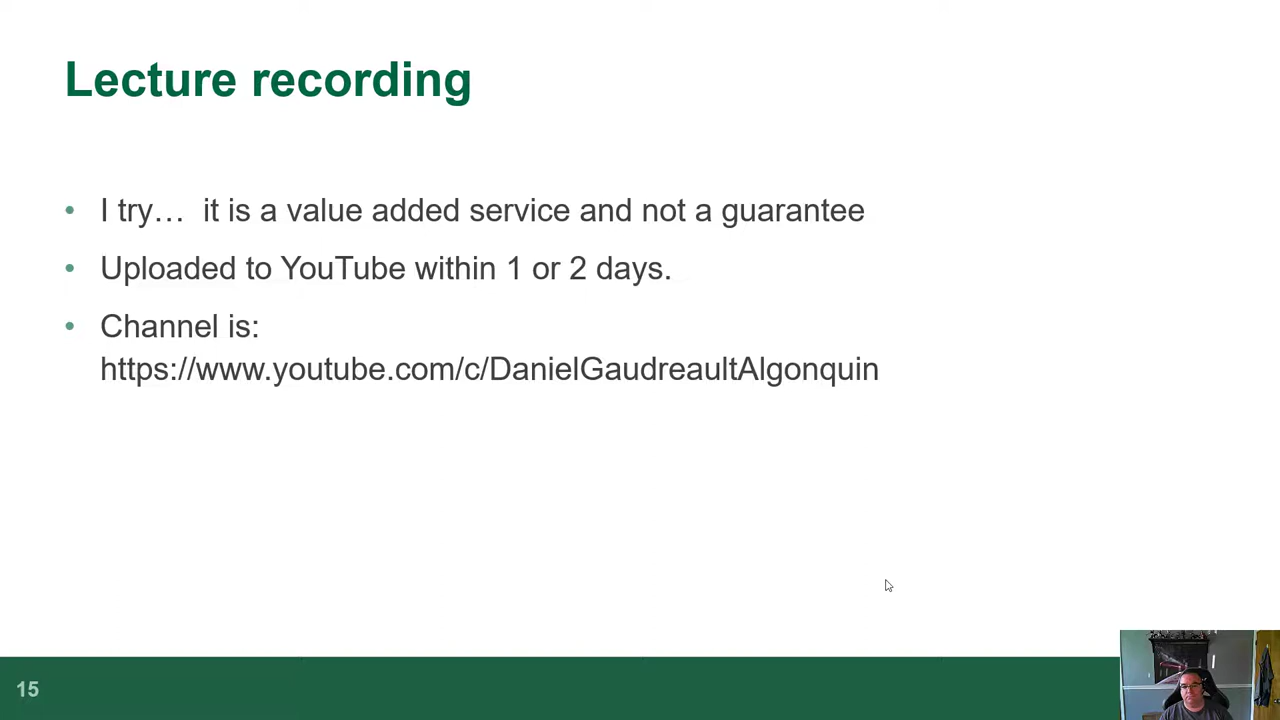 Lecture recording
• I try… it is a value added service and not a guarantee
• Uploaded to YouTube within 1 or 2 days.
• Channel is:
https://www.youtube.com/c/DanielGaudreaultAlgonquin
15